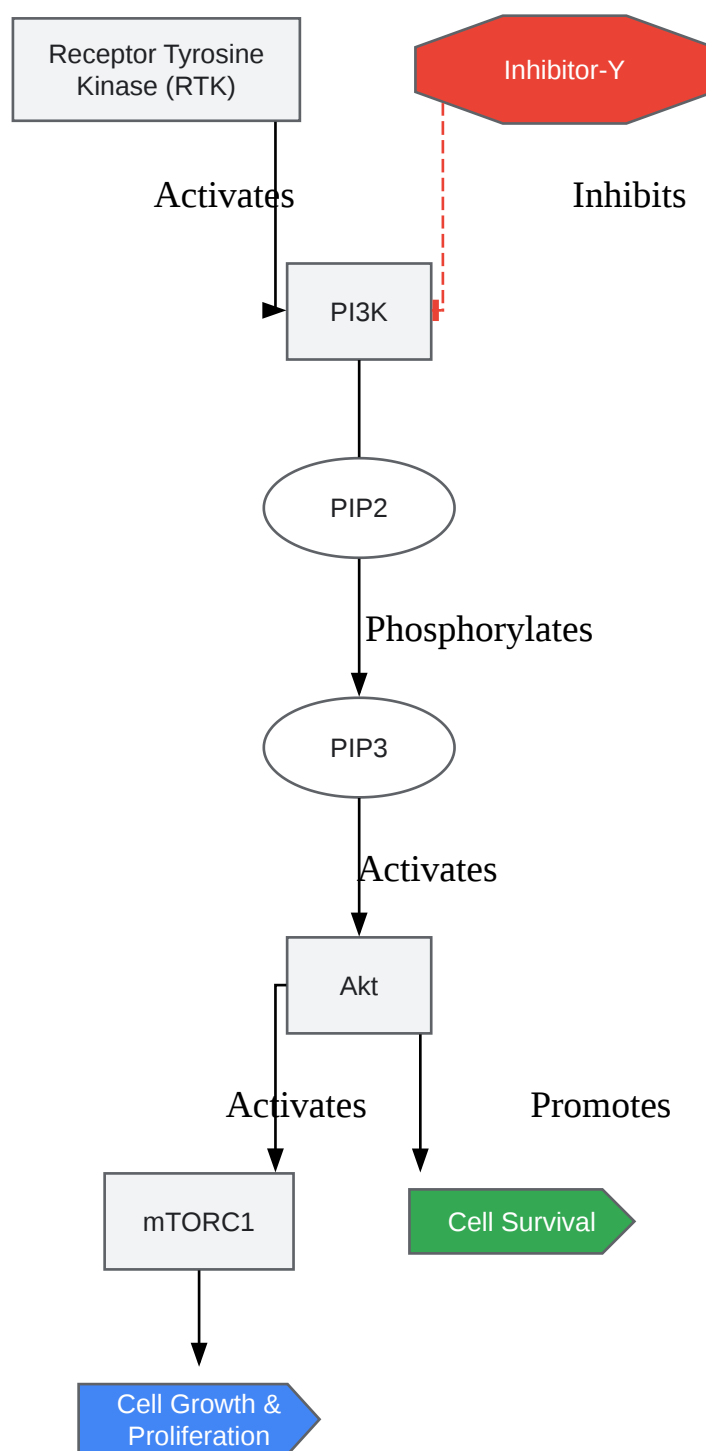 Receptor Tyrosine
Kinase (RTK)
Inhibitor-Y
Activates
Inhibits
PI3K
PIP2
Phosphorylates
PIP3
Activates
Akt
Activates
Promotes
mTORC1
Cell Survival
Cell Growth &
Proliferation